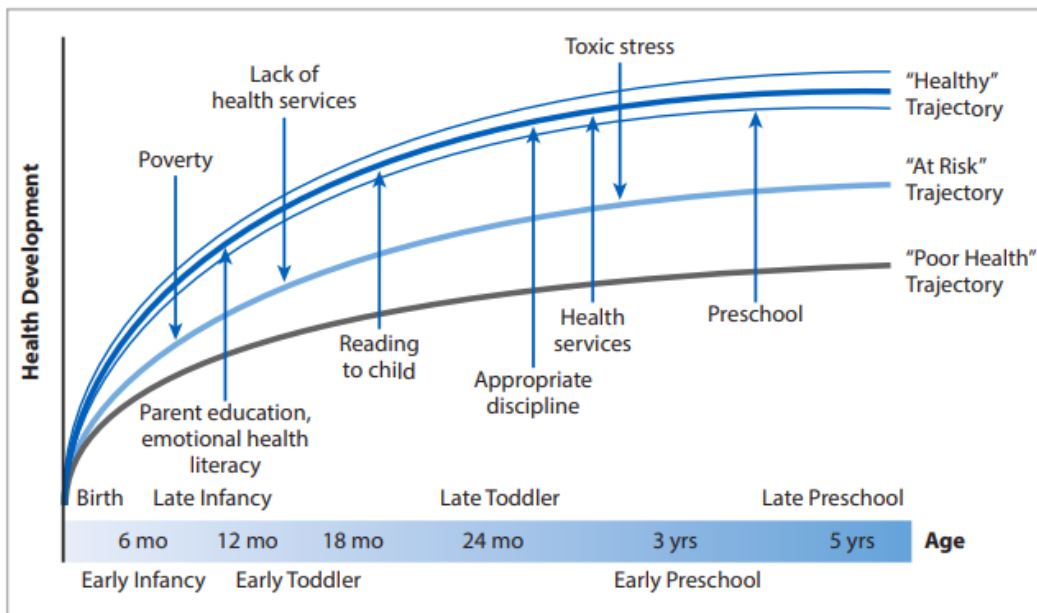 Toxic stress
Lack of
health services
"Healthy"
Trajectory
Poverty
"At Risk"
Trajectory
"Poor Health"
Trajectory
Health Development
Preschool
Health
services
Reading
to child
Appropriate
discipline
Parent education,
emotional health
literacy
Birth Late Infancy Late Toddler Late Preschool
6 mo 12 mo 18 mo 24 mo 3 yrs 5 yrs Age
Early Infancy Early Toddler Early Preschool